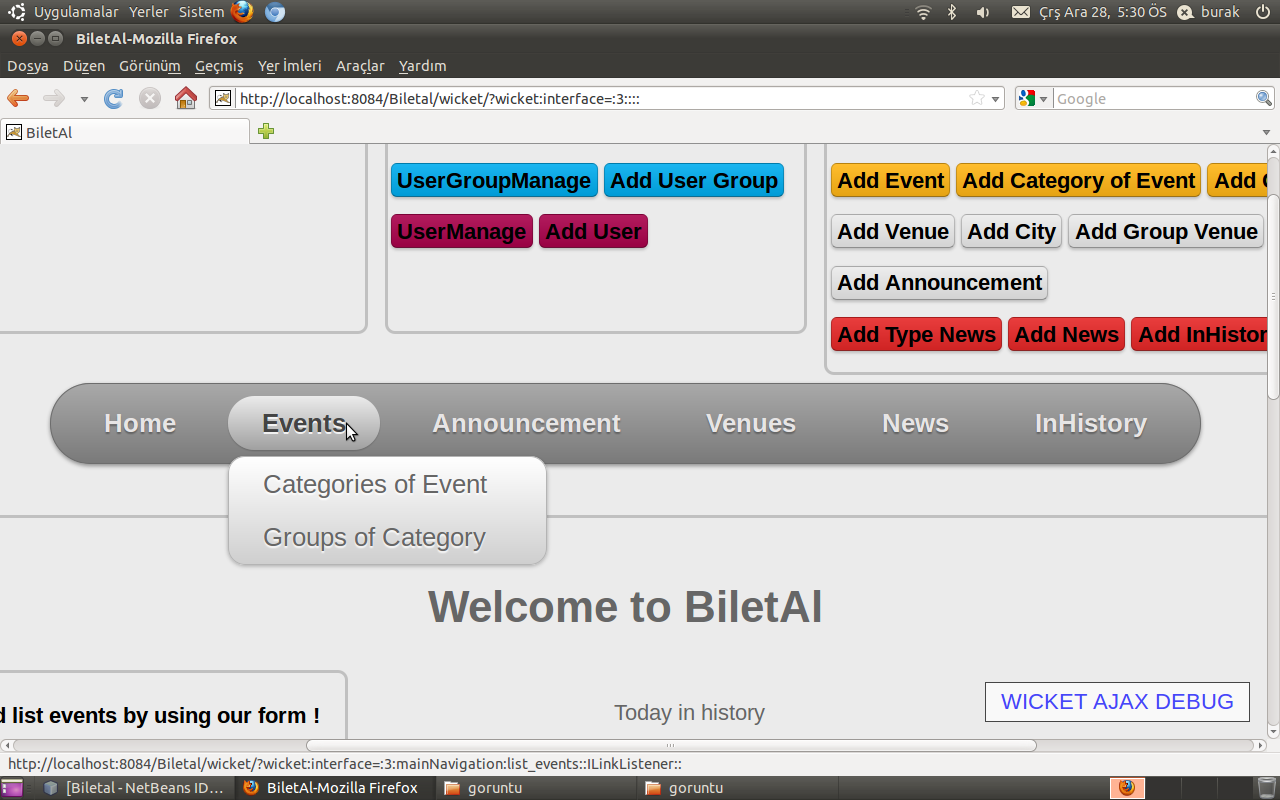 Uygulamalar Yerler Sistem Çrş Ara 28, 5:30 ÖS burak
BiletAl-Mozilla Firefox
Dosya Düzen Görünüm Geçmiş Yer İmleri Araçlar Yardım
http://localhost:8084/Biletal/wicket/?wicket:interface=:3:::: Google
BiletAl
UserGroupManage Add User Group Add Event Add Category of Event Add
UserManage Add User Add Venue Add City Add Group Venue
Add Announcement
Add Type News Add News Add InHistor
Home Events Announcement Venues News InHistory
Categories of Event
Groups of Category
Welcome to BiletAl
list events by using our form !
Today in history
WICKET AJAX DEBUG
http://localhost:8084/Biletal/wicket/?wicket:interface=:3:mainNavigation:list_events::ILinkListener::
[Biletal - NetBeans ID... BiletAl-Mozilla Firefox goruntu goruntu